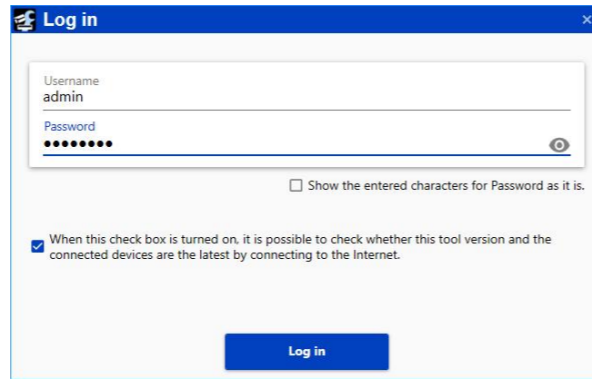 Log in
Username
admin
Password
••••••••
Show the entered characters for Password as it is.
When this check box is turned on, it is possible to check whether this tool version and the
connected devices are the latest by connecting to the Internet.
Log in